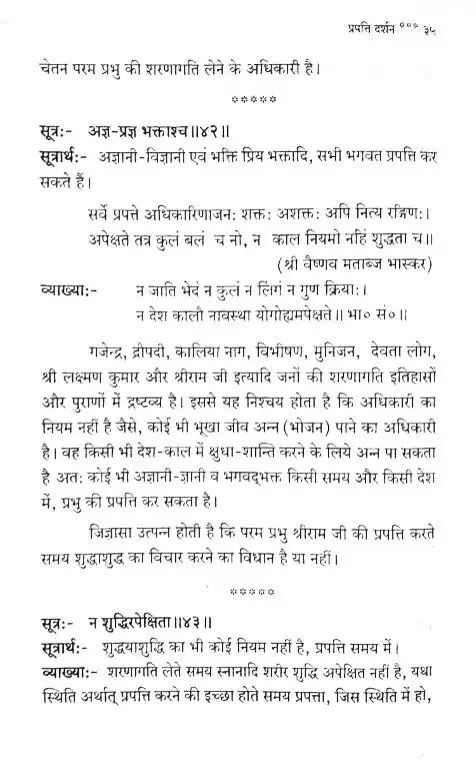 प्रपत्ति दर्शन *** ३५
चेतन परम प्रभु की शरणागति लेने के अधिकारी है।
*****
सूत्र:- अज्ञ-प्रज्ञ भक्ताश्च॥४२॥
सूत्रार्थ:- अज्ञानी-विज्ञानी एवं भक्ति प्रिय भक्तादि, सभी भगवत प्रपत्ति कर
सकते हैं।
सर्वे प्रपत्ते अधिकारिणाजन: शक्त: अशक्त: अपि नित्य रङ्गिण:।
अपेक्षते तत्र कुलं बलं च नो, न काल नियमो नहिं शुद्धता च॥
(श्री वैष्णव मताब्ज भास्कर)
व्याख्या:- न जाति भेदं न कुलं न लिंगं न गुण क्रिया:।
न देश कालौ नावस्था योगोह्यमपेक्षते॥ भा० सं०॥
गजेन्द्र, द्रौपदी, कालिया नाग, विभीषण, मुनिजन, देवता लोग,
श्री लक्ष्मण कुमार और श्रीराम जी इत्यादि जनों की शरणागति इतिहासों
और पुराणों में द्रष्टव्य है। इससे यह निश्चय होता है कि अधिकारी का
नियम नहीं है जैसे, कोई भी भूखा जीव अन्न (भोजन) पाने का अधिकारी
है। वह किसी भी देश-काल में क्षुधा-शान्ति करने के लिये अन्न पा सकता
है अत: कोई भी अज्ञानी-ज्ञानी व भगवद्भक्त किसी समय और किसी देश
में, प्रभु की प्रपत्ति कर सकता है।
जिज्ञासा उत्पन्न होती है कि परम प्रभु श्रीराम जी की प्रपत्ति करते
समय शुद्धाशुद्ध का विचार करने का विधान है या नहीं।
*****
सूत्र:- न शुद्धिरपेक्षिता॥४३॥
सूत्रार्थ:- शुद्धयाशुद्धि का भी कोई नियम नहीं है, प्रपत्ति समय में।
व्याख्या:- शरणागति लेते समय स्नानादि शरीर शुद्धि अपेक्षित नहीं है, यथा
स्थिति अर्थात् प्रपत्ति करने की इच्छा होते समय प्रपत्ता, जिस स्थिति में हो,